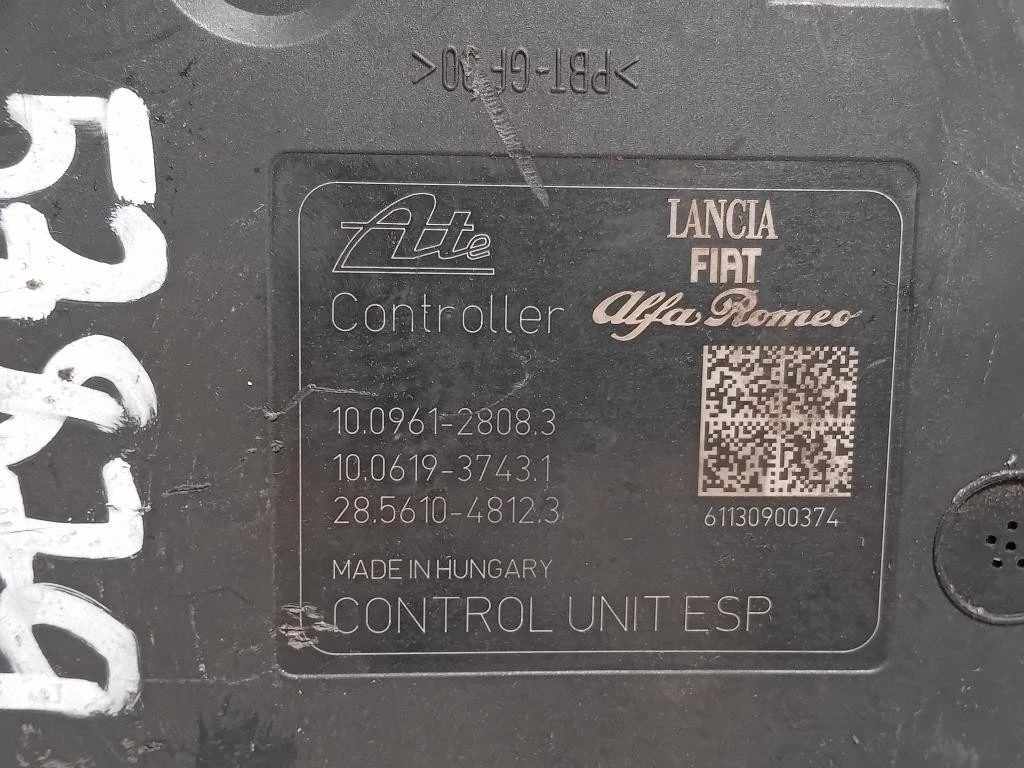 >PBT-GF30<
Ate
Controller
LANCIA
FIAT
Alfa Romeo
10.0961-2808.3
10.0619-3743.1
28.5610-4812.3
61130900374
MADE IN HUNGARY
CONTROL UNIT ESP